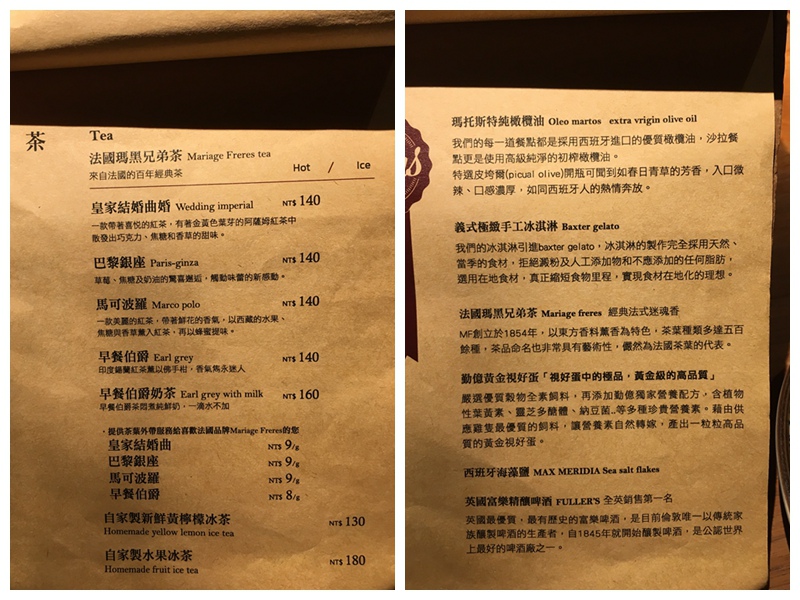 茶
Tea
法國瑪黑兄弟茶 Mariage Freres tea
來自法國的百年經典茶
Hot / Ice
皇家結婚曲婚 Wedding imperial NT$ 140
一款帶著喜悅的紅茶，有著金黃色葉芽的阿薩姆紅茶中
散發出巧克力、焦糖和香草的甜味。
巴黎銀座 Paris-ginza NT$ 140
草莓、焦糖及奶油的驚喜邂逅，觸動味蕾的新感動。
馬可波羅 Marco polo NT$ 140
一款美麗的紅茶，帶著鮮花的香氣，以西藏的水果、
焦糖與香草薰入紅茶，再以蜂蜜提味。
早餐伯爵 Earl grey NT$ 140
印度錫蘭紅茶薰以佛手柑，香氣雋永迷人
早餐伯爵奶茶 Earl grey with milk NT$ 160
早餐伯爵茶悶煮純鮮奶，一滴水不加
．提供茶葉外帶服務給喜歡法國品牌Mariage Freres的您
皇家結婚曲 NT$ 9/g
巴黎銀座 NT$ 9/g
馬可波羅 NT$ 9/g
早餐伯爵 NT$ 8/g
自家製新鮮黃檸檬冰茶 NT$ 130
Homemade yellow lemon ice tea
自家製水果冰茶 NT$ 180
Homemade fruit ice tea
瑪托斯特純橄欖油 Oleo martos extra vrigin olive oil
我們的每一道餐點都是採用西班牙進口的優質橄欖油，沙拉餐
點更是使用高級純淨的初榨橄欖油。
特選皮垮爾(picual olive)開瓶可聞到如春日青草的芳香，入口微
辣、口感濃厚，如同西班牙人的熱情奔放。
義式極緻手工冰淇淋 Baxter gelato
我們的冰淇淋引進baxter gelato，冰淇淋的製作完全採用天然、
當季的食材，拒絕澱粉及人工添加物和不應添加的任何脂肪，
選用在地食材，真正縮短食物里程，實現食材在地化的理想。
法國瑪黑兄弟茶 Mariage freres 經典法式迷魂香
MF創立於1854年，以東方香料薰香為特色，茶葉種類多達五百
餘種，茶品命名也非常具有藝術性，儼然為法國茶葉的代表。
勤億黃金視好蛋「視好蛋中的極品，黃金級的高品質」
嚴選優質穀物全素飼料，再添加勤億獨家營養配方，含植物
性葉黃素、靈芝多醣體、納豆菌..等多種珍貴營養素。藉由供
應雞隻最優質的飼料，讓營養素自然轉嫁，產出一粒粒高品
質的黃金視好蛋。
西班牙海藻鹽 MAX MERIDIA Sea salt flakes
英國富樂精釀啤酒 FULLER'S 全英銷售第一名
英國最優質，最有歷史的富樂啤酒，是目前倫敦唯一以傳統家
族釀製啤酒的生產者，自1845年就開始釀製啤酒，是公認世界
上最好的啤酒廠之一。